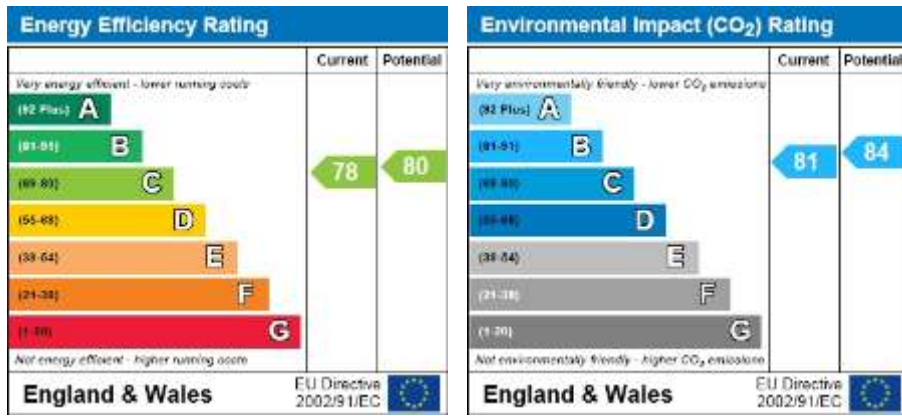 Energy Efficiency Rating
Current Potential
Very energy efficient - lower running costs
(92 Plus) A
(81-91) B
(69-80) C
(55-68) D
(39-54) E
(21-38) F
(1-20) G
78
80
Not energy efficient - higher running costs
England & Wales
EU Directive
2002/91/EC
Environmental Impact (CO₂) Rating
Current Potential
Very environmentally friendly - lower CO₂ emissions
(92 Plus) A
(81-91) B
(69-80) C
(55-68) D
(39-54) E
(21-38) F
(1-20) G
81
84
Not environmentally friendly - higher CO₂ emissions
England & Wales
EU Directive
2002/91/EC